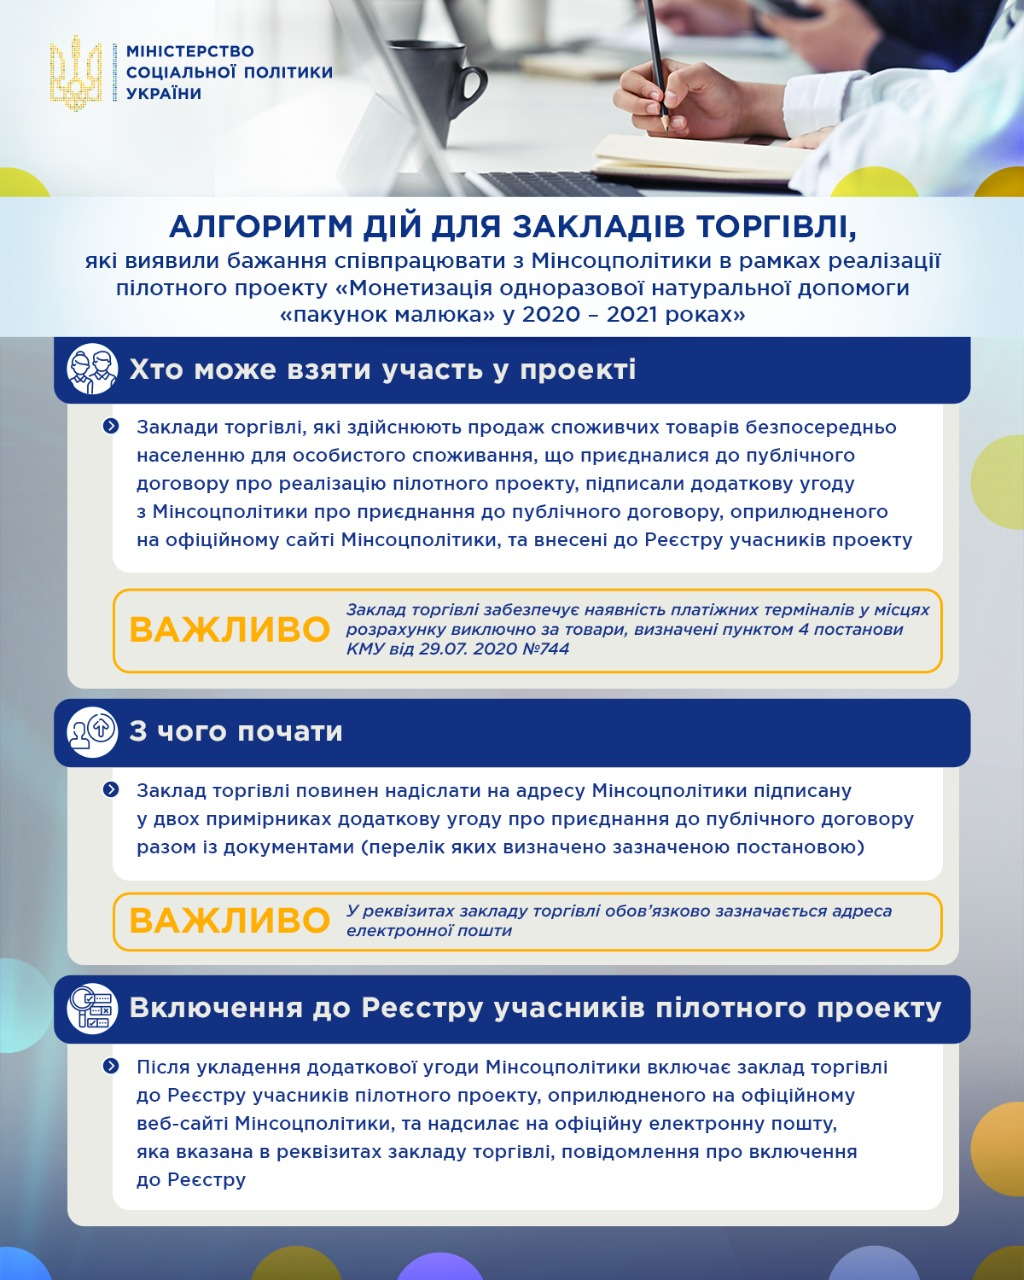 МІНІСТЕРСТВО
СОЦІАЛЬНОЇ ПОЛІТИКИ
УКРАЇНИ
АЛГОРИТМ ДІЙ ДЛЯ ЗАКЛАДІВ ТОРГІВЛІ,
які виявили бажання співпрацювати з Мінсоцполітики в рамках реалізації
пілотного проекту «Монетизація одноразової натуральної допомоги
«пакунок малюка» у 2020 – 2021 роках»
Хто може взяти участь у проекті
Заклади торгівлі, які здійснюють продаж споживчих товарів безпосередньо
населенню для особистого споживання, що приєдналися до публічного
договору про реалізацію пілотного проекту, підписали додаткову угоду
з Мінсоцполітики про приєднання до публічного договору, оприлюдненого
на офіційному сайті Мінсоцполітики, та внесені до Реєстру учасників проекту
ВАЖЛИВО
Заклад торгівлі забезпечує наявність платіжних терміналів у місцях
розрахунку виключно за товари, визначені пунктом 4 постанови
КМУ від 29.07. 2020 №744
З чого почати
Заклад торгівлі повинен надіслати на адресу Мінсоцполітики підписану
у двох примірниках додаткову угоду про приєднання до публічного договору
разом із документами (перелік яких визначено зазначеною постановою)
ВАЖЛИВО
У реквізитах закладу торгівлі обов’язково зазначається адреса
електронної пошти
Включення до Реєстру учасників пілотного проекту
Після укладення додаткової угоди Мінсоцполітики включає заклад торгівлі
до Реєстру учасників пілотного проекту, оприлюдненого на офіційному
веб-сайті Мінсоцполітики, та надсилає на офіційну електронну пошту,
яка вказана в реквізитах закладу торгівлі, повідомлення про включення
до Реєстру